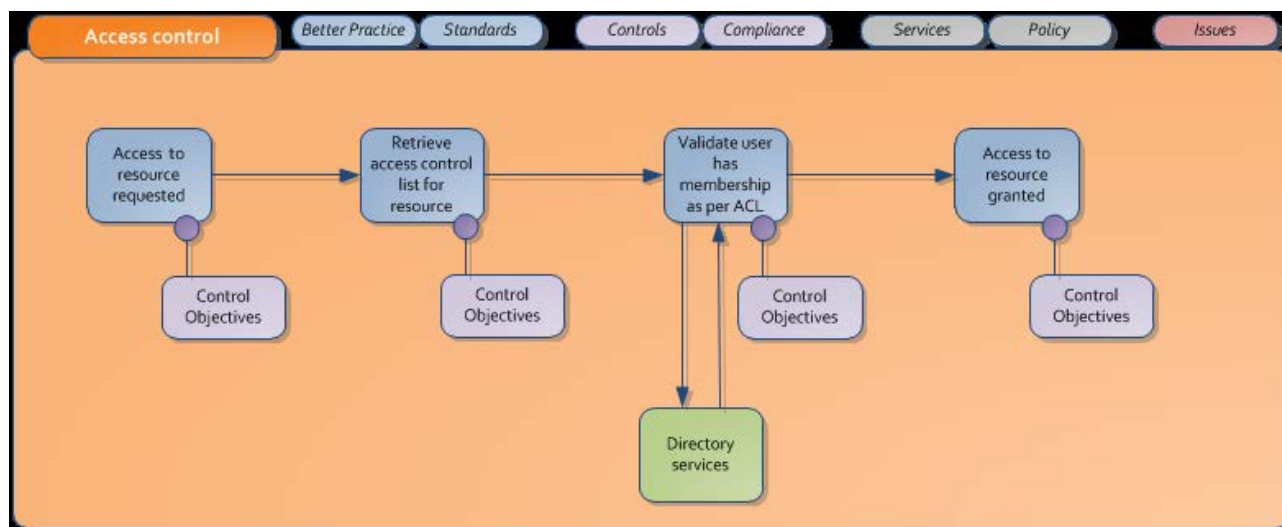 Access control
Better Practice
Standards
Controls
Compliance
Services
Policy
Issues
Access to
resource
requested
Retrieve
access control
list for
resource
Validate user
has
membership
as per ACL
Access to
resource
granted
Control
Objectives
Control
Objectives
Control
Objectives
Control
Objectives
Directory
services